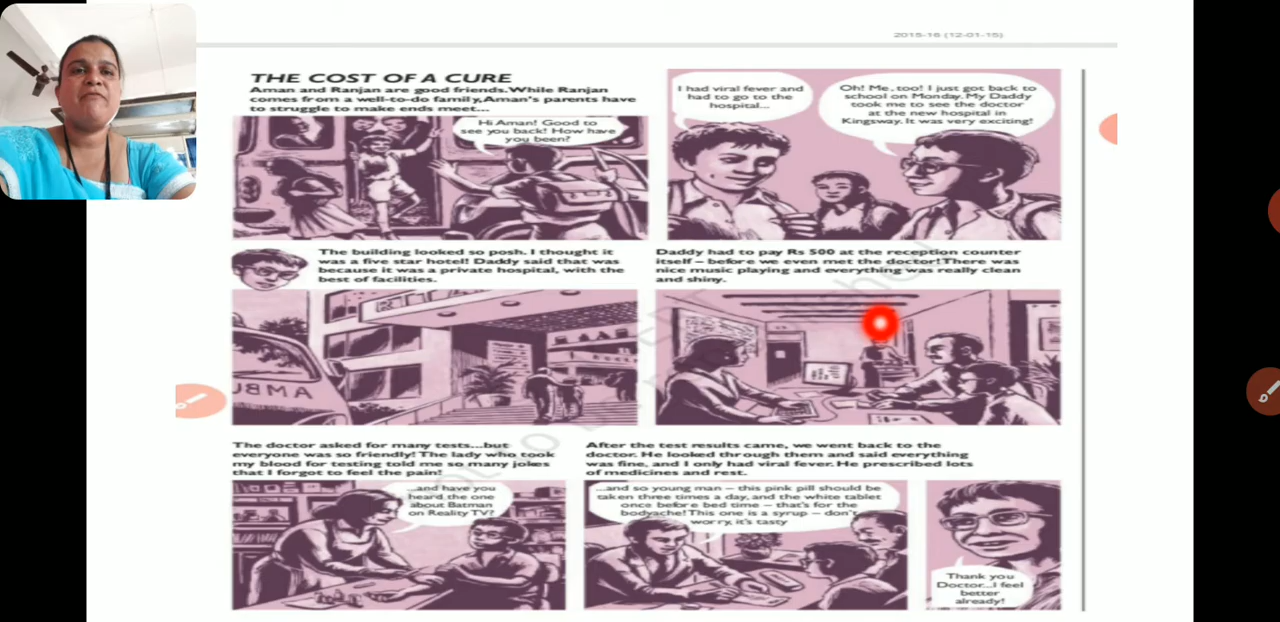 2015-16 (12-01-15)
THE COST OF A CURE
Aman and Ranjan are good friends. While Ranjan
comes from a well-to-do family, Aman's parents have
to struggle to make ends meet...
Hi Aman! Good to
see you back! How have
you been?
I had viral fever and
had to go to the
hospital...
Oh! Me, too! I just got back to
school on Monday. My Daddy
took me to see the doctor
at the new hospital in
Kingsway. It was very exciting!
The building looked so posh. I thought it
was a five star hotel! Daddy said that was
because it was a private hospital, with the
best of facilities.
Daddy had to pay Rs 500 at the reception counter
itself – before we even met the doctor! There was
nice music playing and everything was really clean
and shiny.
AMBU
The doctor asked for many tests...but
everyone was so friendly! The lady who took
my blood for testing told me so many jokes
that I forgot to feel the pain!
After the test results came, we went back to the
doctor. He looked through them and said everything
was fine, and I only had viral fever. He prescribed lots
of medicines and rest.
...and have you
heard the one
about Batman
on Reality TV?
...and so young man – this pink pill should be
taken three times a day, and the white tablet
once before bed time – that's for the
bodyache! This one is a syrup – don't
worry, it's tasty
Thank you
Doctor...I feel
better
already!